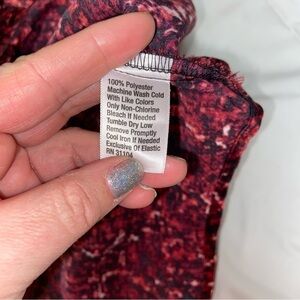 100% Polyester
Machine Wash Cold
With Like Colors
Only Non-Chlorine
Bleach If Needed
Tumble Dry Low
Remove Promptly
Cool Iron If Needed
Exclusive Of Elastic
RN 31104